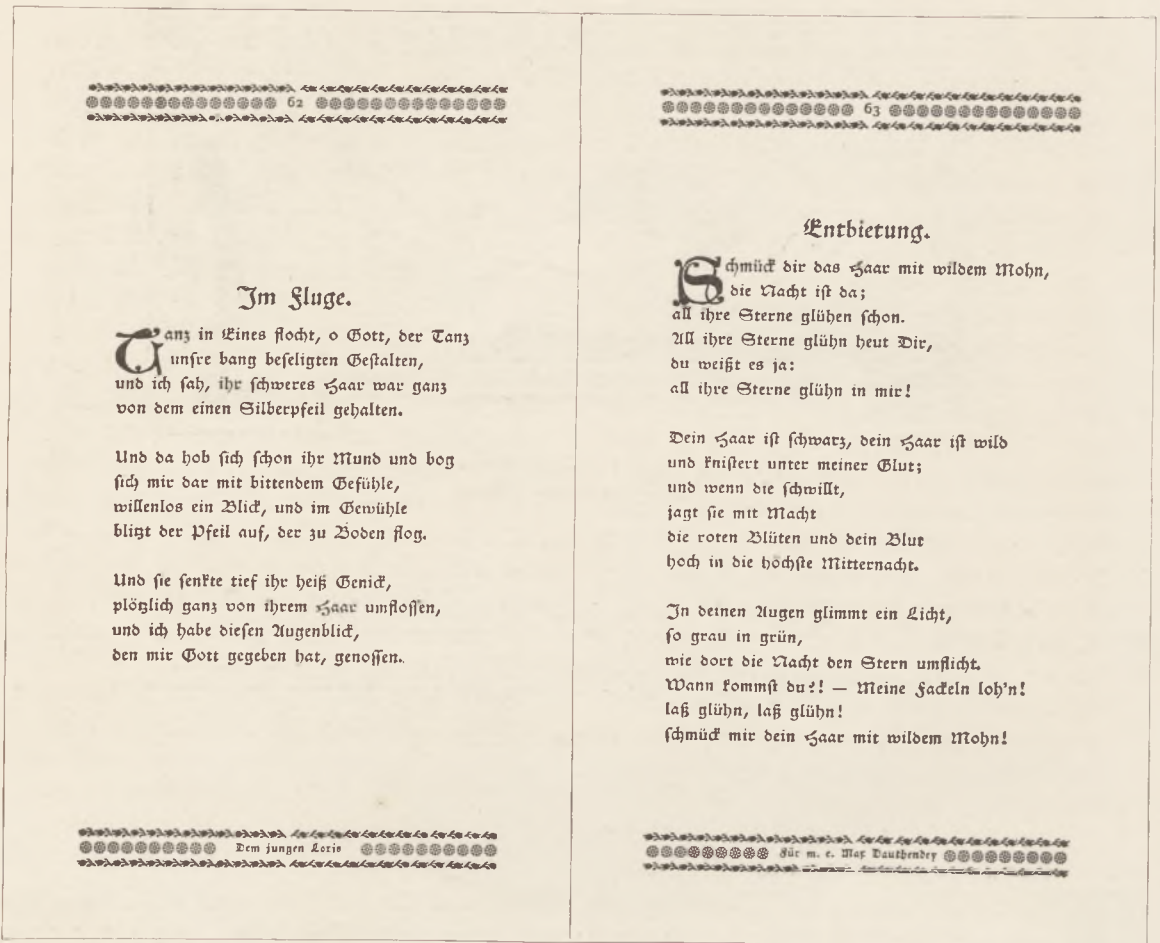 62
Im Fluge.
Ganz in Eines flocht, o Gott, der Tanz
unsre bang beseligten Gestalten,
und ich sah, ihr schweres Haar war ganz
von dem einen Silberpfeil gehalten.
Und da hob sich schon ihr Mund und bog
sich mir dar mit bittendem Gefühle,
willenlos ein Blick, und im Gewühle
blitzt der Pfeil auf, der zu Boden flog.
Und sie senkte tief ihr heiß Genick,
plötzlich ganz von ihrem Haar umflossen,
und ich habe diesen Augenblick,
den mir Gott gegeben hat, genossen.
Dem jungen Loris
63
Entbietung.
Schmück dir das Haar mit wildem Mohn,
die Nacht ist da;
all ihre Sterne glühen schon.
All ihre Sterne glühn heut Dir,
du weißt es ja:
all ihre Sterne glühn in mir!
Dein Haar ist schwarz, dein Haar ist wild
und knistert unter meiner Glut;
und wenn die schwillt,
jagt sie mit Macht
die roten Blüten und dein Blut
hoch in die höchste Mitternacht.
In deinen Augen glimmt ein Licht,
so grau in grün,
wie dort die Nacht den Stern umflicht.
Wann kommst du?! — Meine Fackeln loh'n!
laß glühn, laß glühn!
schmück mir dein Haar mit wildem Mohn!
Für m. e. Max Dauthendey